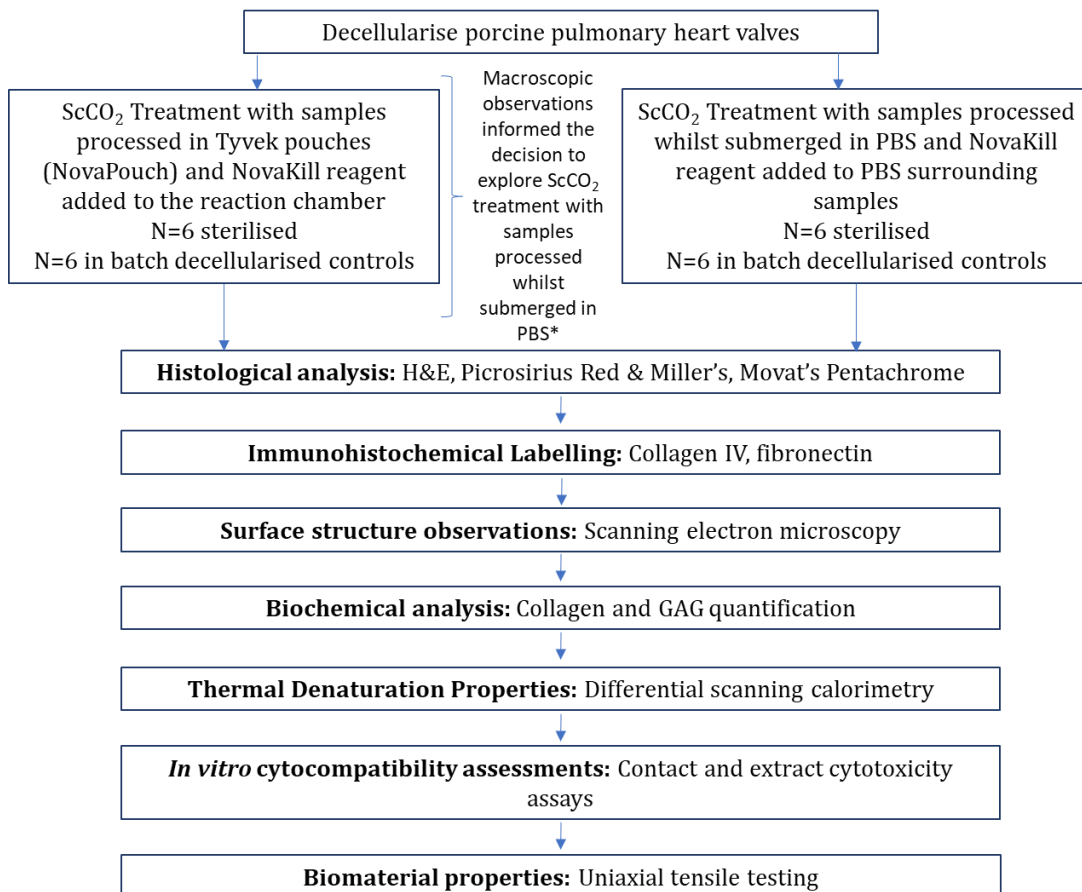 Decellularise porcine pulmonary heart valves
ScCO₂ Treatment with samples
processed in Tyvek pouches
(NovaPouch) and NovaKill reagent
added to the reaction chamber
N=6 sterilised
N=6 in batch decellularised controls
Macroscopic
observations
informed the
decision to
explore ScCO₂
treatment with
samples
processed
whilst
submerged in
PBS*
ScCO₂ Treatment with samples processed
whilst submerged in PBS and NovaKill
reagent added to PBS surrounding
samples
N=6 sterilised
N=6 in batch decellularised controls
Histological analysis: H&E, Picrosirius Red & Miller’s, Movat’s Pentachrome
Immunohistochemical Labelling: Collagen IV, fibronectin
Surface structure observations: Scanning electron microscopy
Biochemical analysis: Collagen and GAG quantification
Thermal Denaturation Properties: Differential scanning calorimetry
In vitro cytocompatibility assessments: Contact and extract cytotoxicity
assays
Biomaterial properties: Uniaxial tensile testing